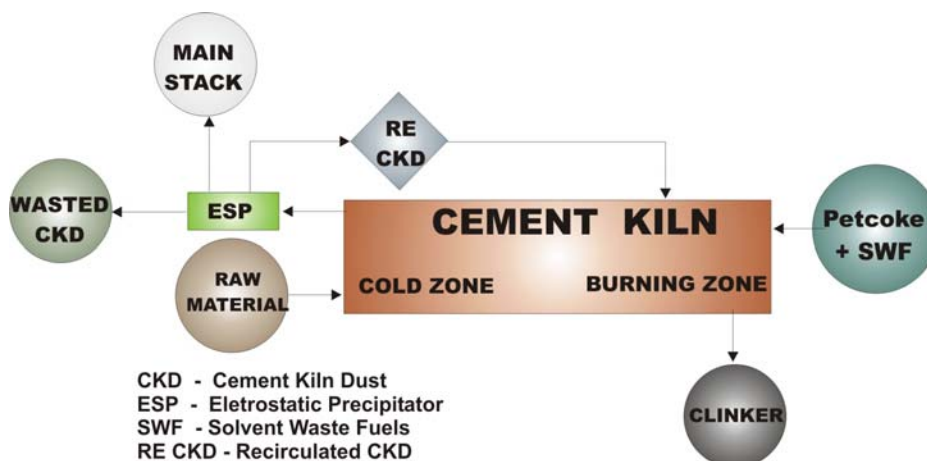 MAIN
STACK
RE
CKD
WASTED
CKD
ESP
CEMENT KILN
Petcoke
+ SWF
RAW
MATERIAL
COLD ZONE
BURNING ZONE
CLINKER
CKD - Cement Kiln Dust
ESP - Eletrostatic Precipitator
SWF - Solvent Waste Fuels
RE CKD - Recirculated CKD